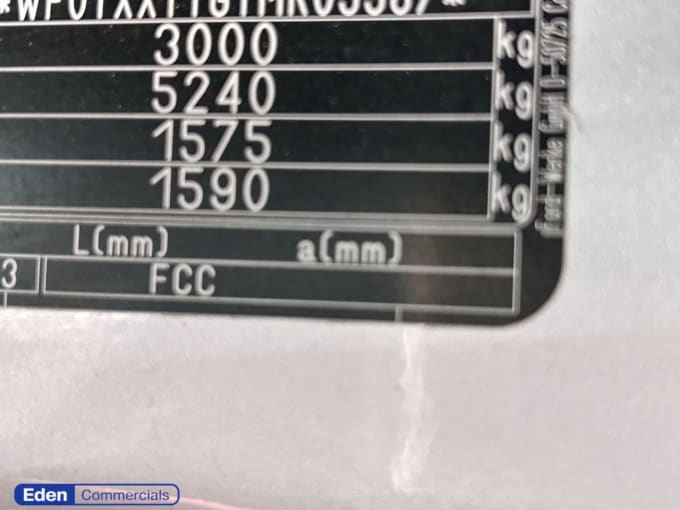 3000 kg
5240 kg
1575 kg
1590 kg
L(mm) a(mm)
3 FCC
Eden Commercials